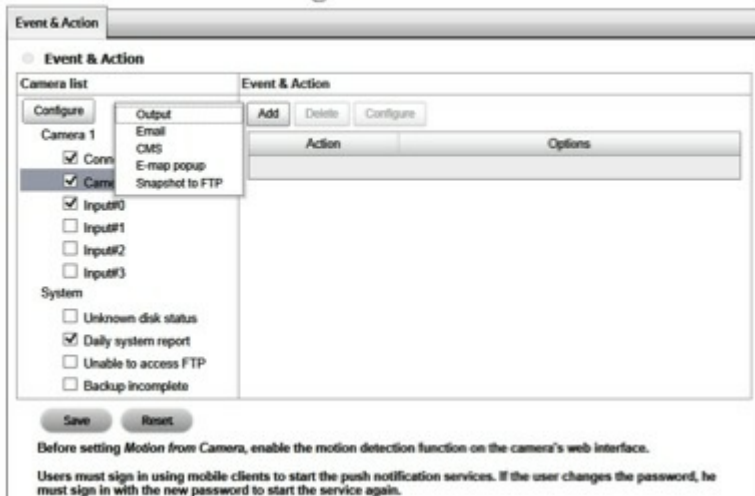 Event & Action
Event & Action
Camera list
Event & Action
Configure
Output
Email
CMS
E-map popup
Snapshot to FTP
Add
Delete
Configure
Action
Options
Camera 1
Conn
Came
Input#0
Input#1
Input#2
Input#3
System
Unknown disk status
Daily system report
Unable to access FTP
Backup incomplete
Save
Reset
Before setting Motion from Camera, enable the motion detection function on the camera's web interface.
Users must sign in using mobile clients to start the push notification services. If the user changes the password, he
must sign in with the new password to start the service again.